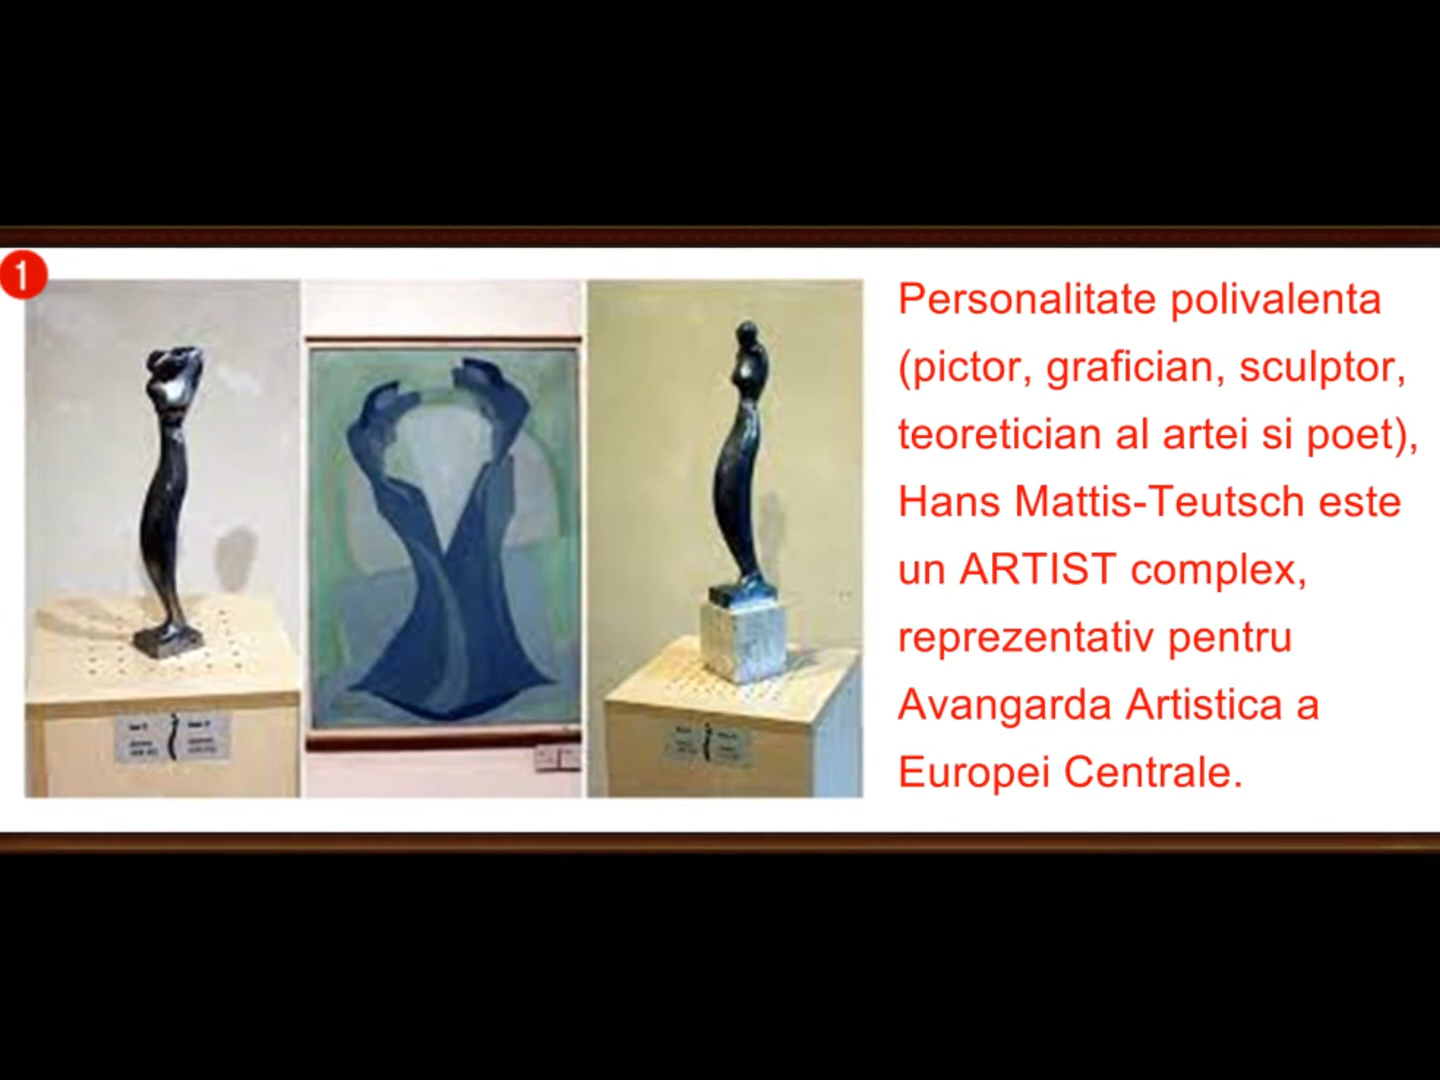 1
Personalitate polivalenta
(pictor, grafician, sculptor,
teoretician al artei si poet),
Hans Mattis-Teutsch este
un ARTIST complex,
reprezentativ pentru
Avangarda Artistica a
Europei Centrale.